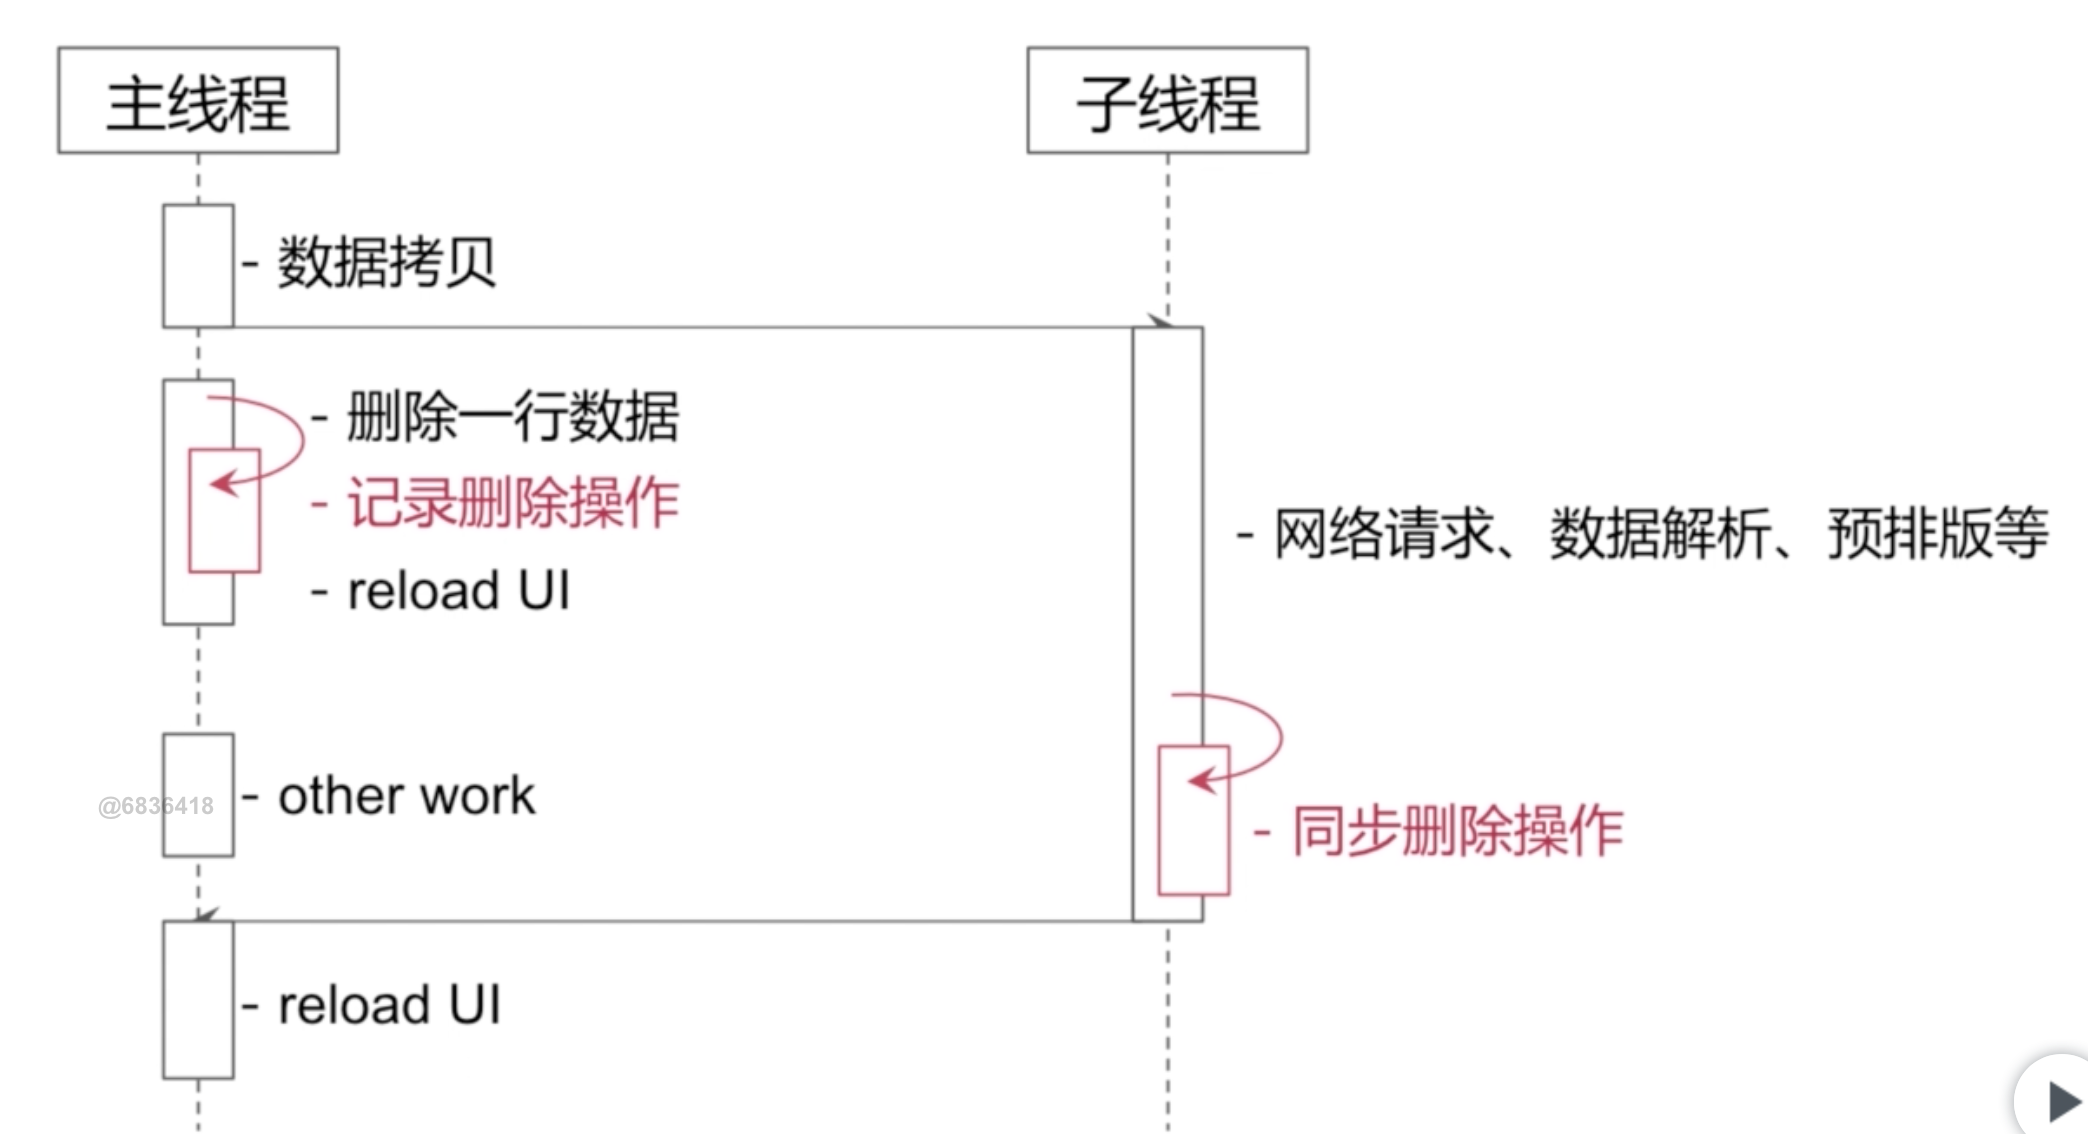 主线程
子线程
- 数据拷贝
- 删除一行数据
- 记录删除操作
- 网络请求、数据解析、预排版等
- reload UI
- other work
@6836418
- 同步删除操作
- reload UI